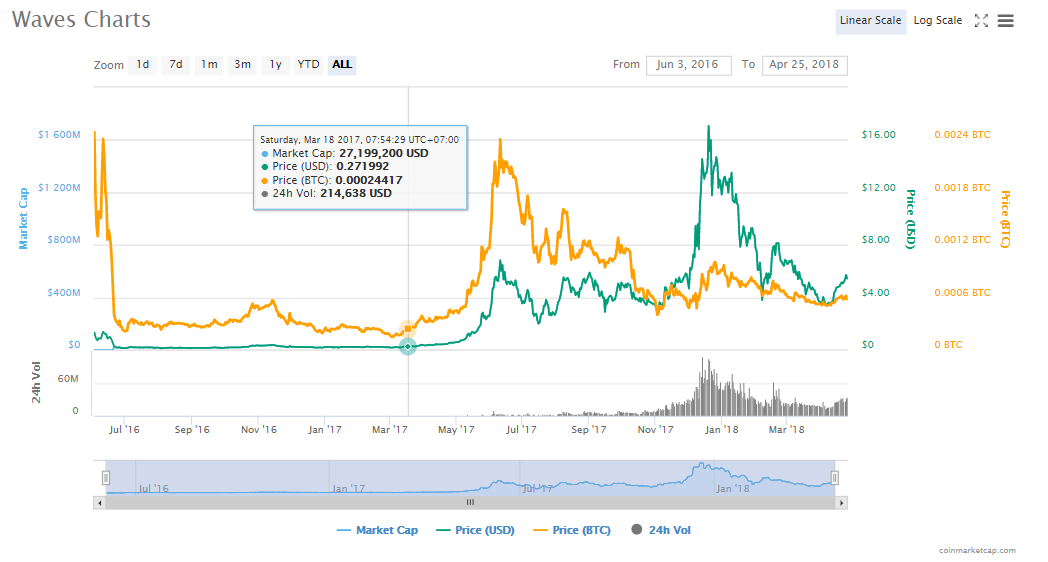 Waves Charts
Linear Scale Log Scale
Zoom 1d 7d 1m 3m 1y YTD ALL From Jun 3, 2016 To Apr 25, 2018
Saturday, Mar 18 2017, 07:54:29 UTC+07:00
Market Cap: 27,199,200 USD
Price (USD): 0.271992
Price (BTC): 0.00024417
24h Vol: 214,638 USD
$1 600M $16.00 0.0024 BTC
$1 200M $12.00 0.0018 BTC
$800M $8.00 0.0012 BTC
$400M $4.00 0.0006 BTC
$0 $0 0 BTC
Market Cap
Price (USD)
Price (BTC)
24h Vol
60M
0
Jul '16 Sep '16 Nov '16 Jan '17 Mar '17 May '17 Jul '17 Sep '17 Nov '17 Jan '18 Mar '18
Jul '16 Jan '17 Jul '17 Jan '18
Market Cap Price (USD) Price (BTC) 24h Vol
coinmarketcap.com